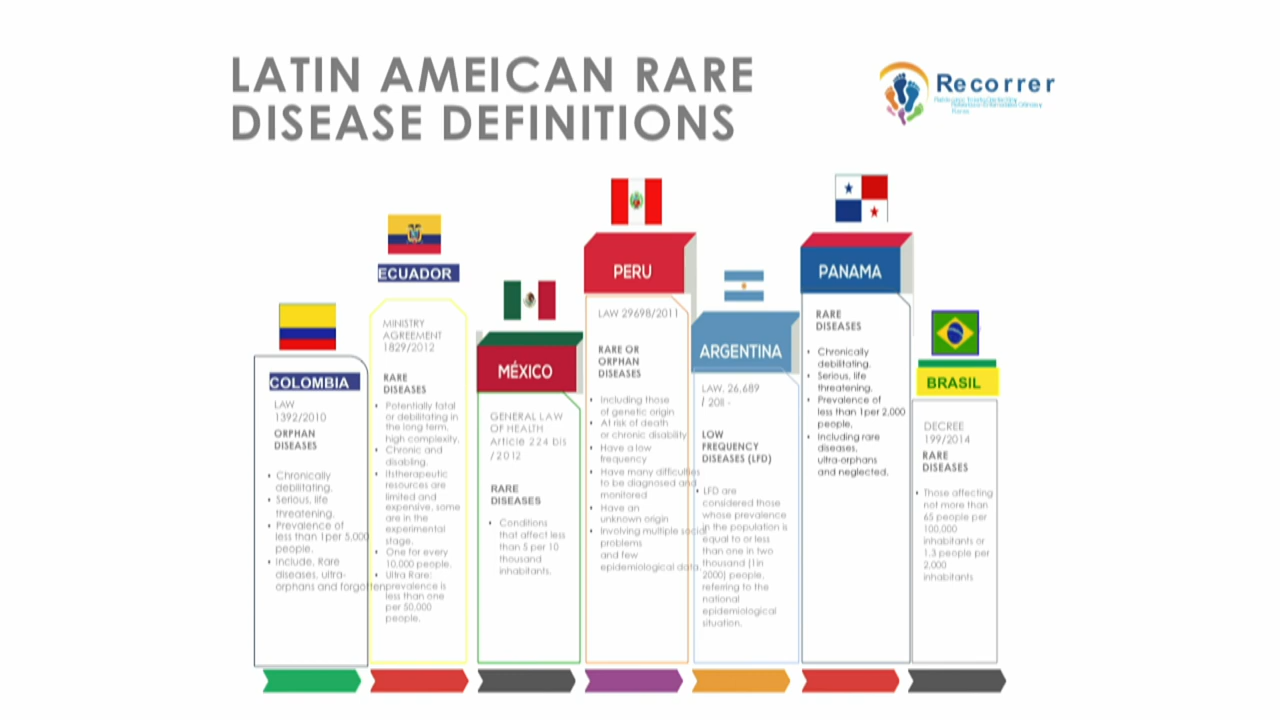 LATIN AMEICAN RARE
DISEASE DEFINITIONS
Recorrer
COLOMBIA
LAW
1392/2010
ORPHAN
DISEASES
• Chronically
debilitating.
• Serious, life
threatening.
• Prevalence of
less than 1per 5,000
people.
• Include, Rare
diseases, ultra-
orphans and forgotten
ECUADOR
MINISTRY
AGREEMENT
1829/2012
RARE
DISEASES
• Potentially fatal
or debilitating in
the long term,
high complexity.
• Chronic and
disabling.
• Itstherapeutic
resources are
limited and
expensive, some
are in the
experimental
stage.
• One for every
10,000 people.
• Ultra Rare:
prevalence is
less than one
per 50,000
people.
MÉXICO
GENERAL LAW
OF HEALTH
Article 224 bis
/2012
RARE
DISEASES
• Conditions
that affect less
than 5 per 10
thousand
inhabitants.
PERU
LAW 29698/2011
RARE OR
ORPHAN
DISEASES
• Including those
of genetic origin
• At risk of death
or chronic disability
• Have a low
frequency
• Have many difficulties
to be diagnosed and
monitored
• Have an
unknown origin
• Involving multiple social
problems
and few
epidemiological data.
ARGENTINA
LAW. 26,689
/ 2011 -
LOW
FREQUENCY
DISEASES (LFD)
• LFD are
considered those
whose prevalence
in the population is
equal to or less
than one in two
thousand (1 in
2000) people,
referring to the
national
epidemiological
situation.
PANAMA
RARE
DISEASES
• Chronically
debilitating.
• Serious, life
threatening.
• Prevalence of
less than 1per 2,000
people,
• Including rare
diseases,
ultra-orphans
and neglected.
BRASIL
DECREE
199/2014
RARE
DISEASES
• Those affecting
not more than
65 people per
100,000
inhabitants or
1.3 people per
2,000
inhabitants